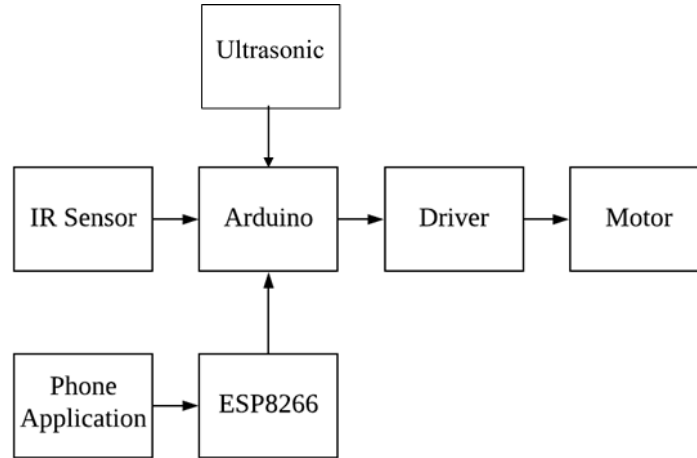 Ultrasonic
IR Sensor
Arduino
Driver
Motor
Phone
Application
ESP8266